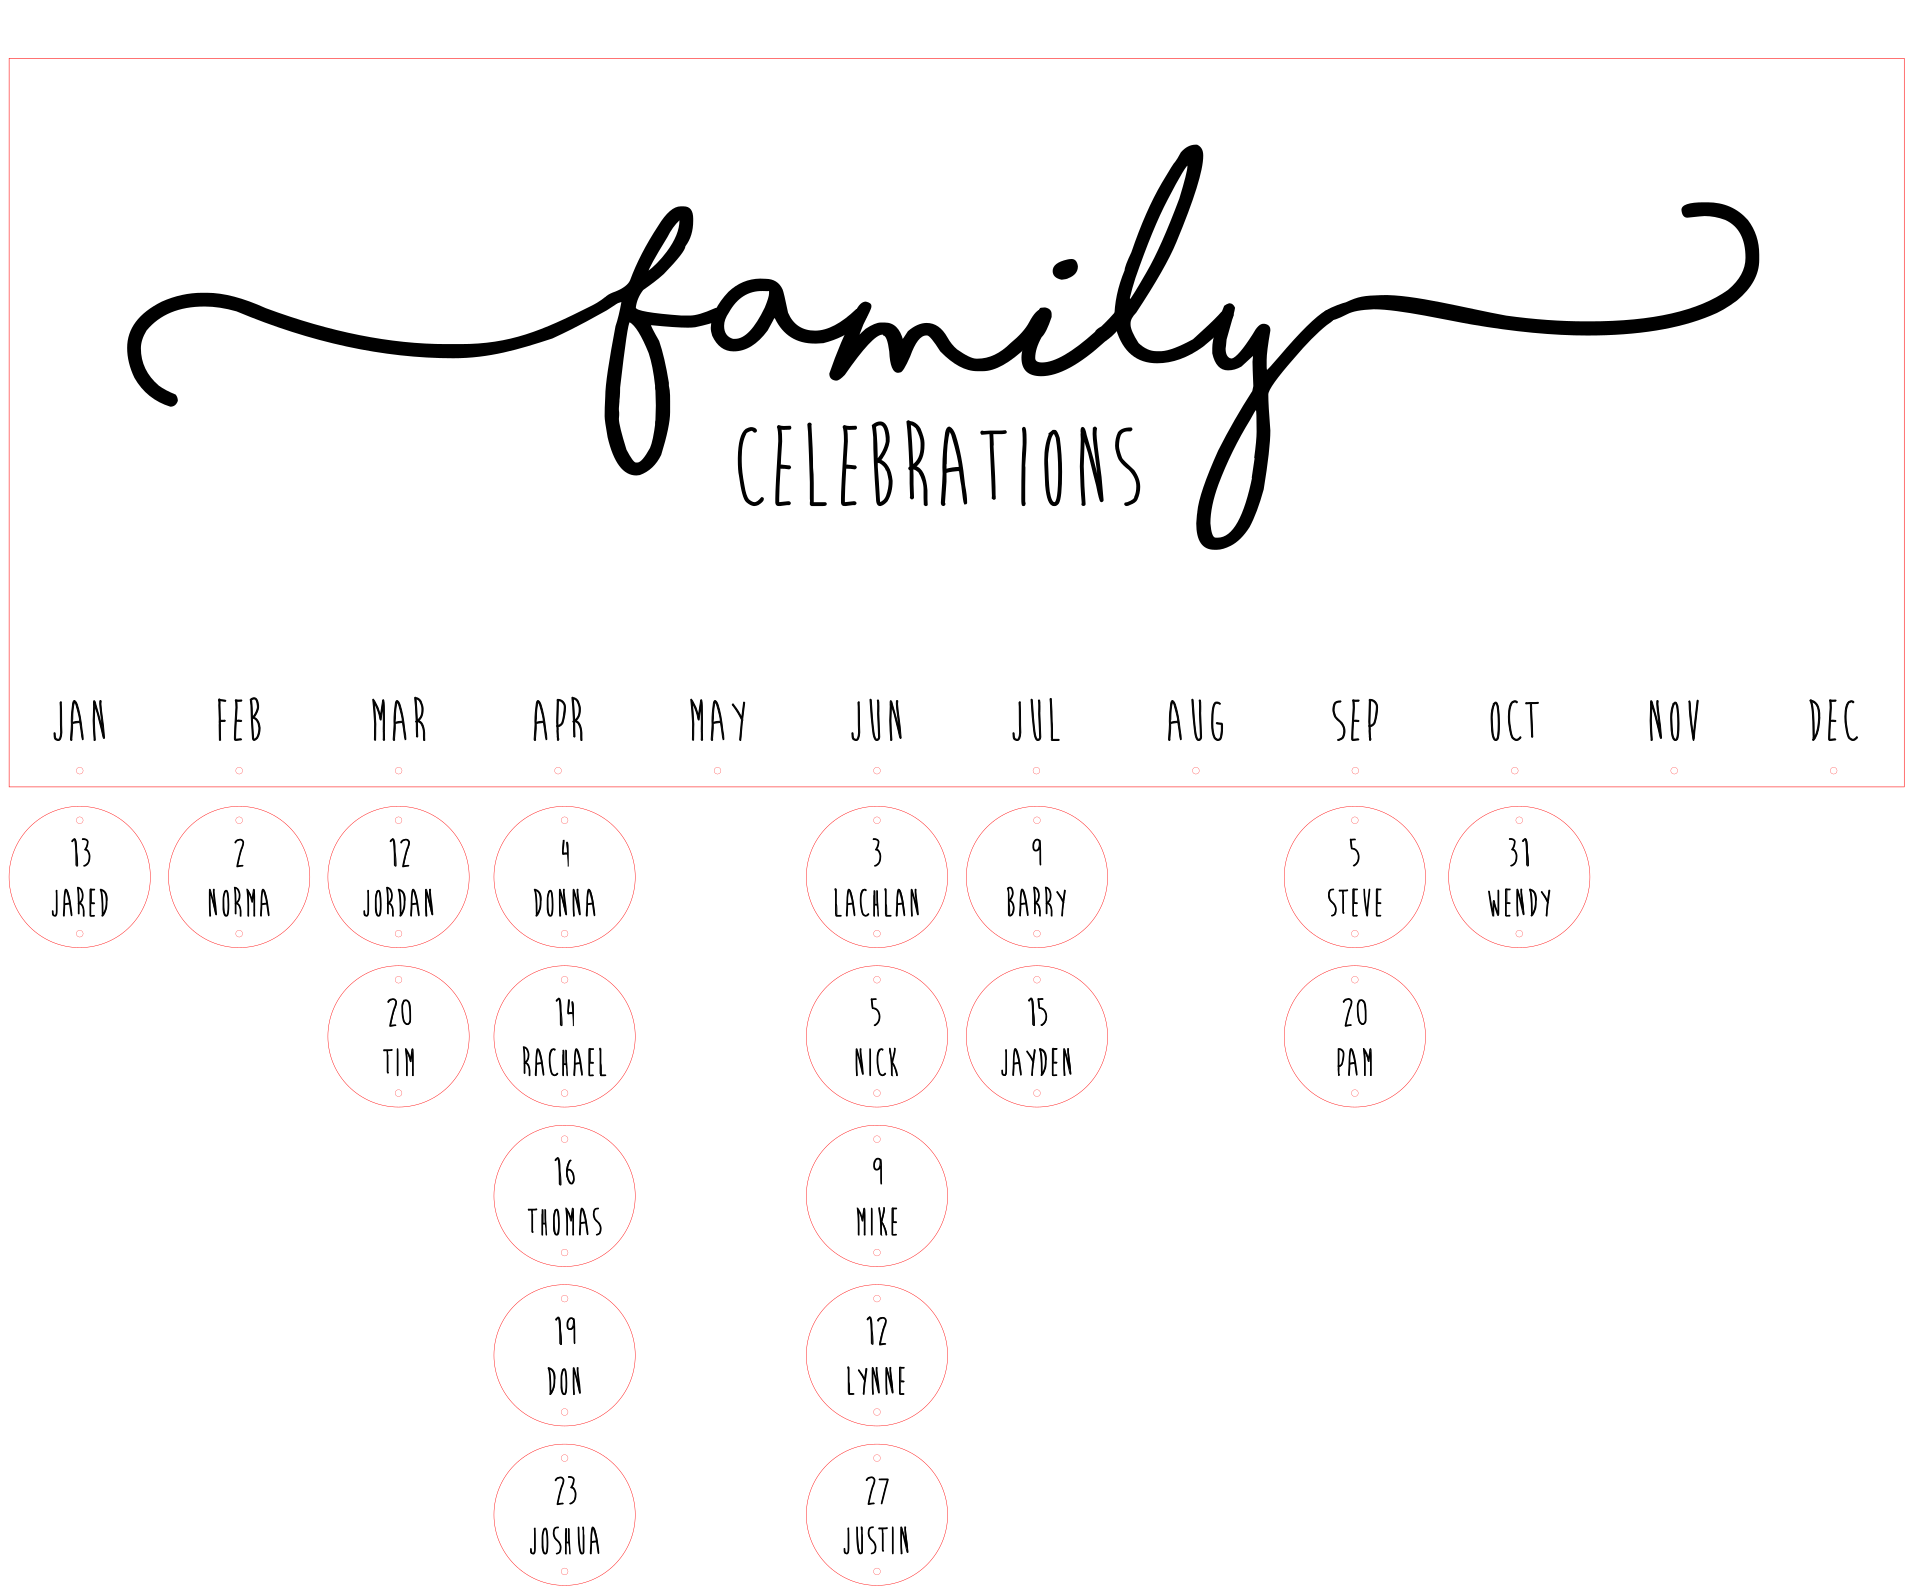 family
CELEBRATIONS
JAN FEB MAR APR MAY JUN JUL AUG SEP OCT NOV DEC
13 2 12 4 3 9 5 31
JARED NORMA JORDAN DONNA LACHLAN BARRY STEVE WENDY
20 14 5 15 20
TIM RACHAEL NICK JAYDEN PAM
16 9
THOMAS MIKE
19 12
DON LYNNE
23 27
JOSHUA JUSTIN